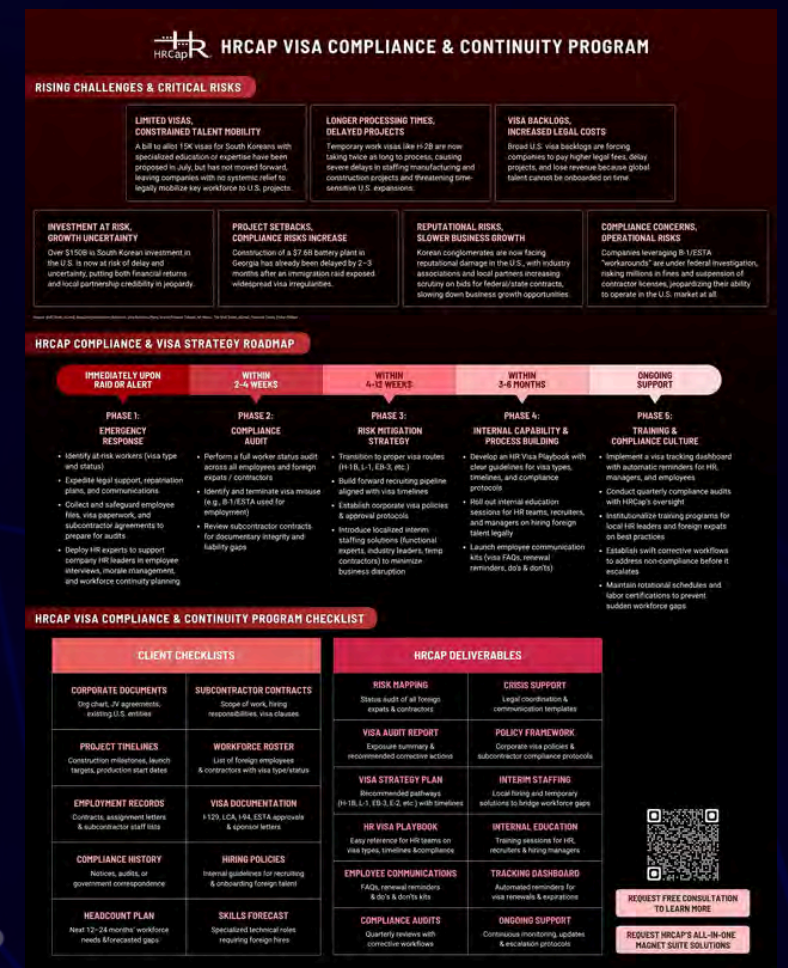 HRCap HR HRCAP VISA COMPLIANCE & CONTINUITY PROGRAM
RISING CHALLENGES & CRITICAL RISKS
LIMITED VISAS,
CONSTRAINED TALENT MOBILITY
A bill to allot 15K visas for South Koreans with
specialized education or expertise have been
proposed in July, but has not moved forward,
leaving companies with no systemic relief to
legally mobilize key workforce to U.S. projects.
LONGER PROCESSING TIMES,
DELAYED PROJECTS
Temporary work visas like H-2B are now
taking twice as long to process, causing
severe delays in staffing manufacturing and
construction projects and threatening time-
sensitive U.S. expansions.
VISA BACKLOGS,
INCREASED LEGAL COSTS
Broad U.S. visa backlogs are forcing
companies to pay higher legal fees, delay
projects, and lose revenue because global
talent cannot be onboarded on time.
INVESTMENT AT RISK,
GROWTH UNCERTAINTY
Over $150B in South Korean investment in
the U.S. is now at risk of delay and
uncertainty, putting both financial returns
and local partnership credibility in jeopardy.
PROJECT SETBACKS,
COMPLIANCE RISKS INCREASE
Construction of a $7.6B battery plant in
Georgia has already been delayed by 2–3
months after an immigration raid exposed
widespread visa irregularities.
REPUTATIONAL RISKS,
SLOWER BUSINESS GROWTH
Korean conglomerates are now facing
reputational damage in the U.S., with industry
associations and local partners increasing
scrutiny on bids for federal/state contracts,
slowing down business growth opportunities.
COMPLIANCE CONCERNS,
OPERATIONAL RISKS
Companies leveraging B-1/ESTA
"workarounds" are under federal investigation,
risking millions in fines and suspension of
contractor licenses, jeopardizing their ability
to operate in the U.S. market at all.
HRCAP COMPLIANCE & VISA STRATEGY ROADMAP
IMMEDIATELY UPON
RAID OR ALERT
WITHIN
2-4 WEEKS
WITHIN
4-12 WEEKS
WITHIN
3-6 MONTHS
ONGOING
SUPPORT
PHASE 1:
EMERGENCY
RESPONSE
• Identify at-risk workers (visa type
and status)
• Expedite legal support, repatriation
plans, and communications
• Collect and safeguard employee
files, visa paperwork, and
subcontractor agreements to
prepare for audits
• Deploy HR experts to support
company HR leaders in employee
interviews, morale management,
and workforce continuity planning
PHASE 2:
COMPLIANCE
AUDIT
• Perform a full worker status audit
across all employees and foreign
expats / contractors
• Identify and terminate visa misuse
(e.g., B-1/ESTA used for
employment)
• Review subcontractor contracts
for documentary integrity and
liability gaps
PHASE 3:
RISK MITIGATION
STRATEGY
• Transition to proper visa routes
(H-1B, L-1, EB-3, etc.)
• Build forward recruiting pipeline
aligned with visa timelines
• Establish corporate visa policies
& approval protocols
• Introduce localized interim
staffing solutions (functional
experts, industry leaders, temp
contractors) to minimize
business disruption
PHASE 4:
INTERNAL CAPABILITY &
PROCESS BUILDING
• Develop an HR Visa Playbook with
clear guidelines for visa types,
timelines, and compliance
protocols
• Roll out internal education
sessions for HR teams, recruiters,
and managers on hiring foreign
talent legally
• Launch employee communication
kits (visa FAQs, renewal
reminders, do's & don'ts)
PHASE 5:
TRAINING &
COMPLIANCE CULTURE
• Implement a visa tracking dashboard
with automatic reminders for HR,
managers, and employees
• Conduct quarterly compliance audits
with HRCap's oversight
• Institutionalize training programs for
local HR leaders and foreign expats
on best practices
• Establish swift corrective workflows
to address non-compliance before it
escalates
• Maintain rotational schedules and
labor certifications to prevent
sudden workforce gaps
HRCAP VISA COMPLIANCE & CONTINUITY PROGRAM CHECKLIST
CLIENT CHECKLISTS
CORPORATE DOCUMENTS
Org chart, JV agreements,
existing U.S. entities
SUBCONTRACTOR CONTRACTS
Scope of work, hiring
responsibilities, visa clauses
PROJECT TIMELINES
Construction milestones, launch
targets, production start dates
WORKFORCE ROSTER
List of foreign employees
& contractors with visa type/status
EMPLOYMENT RECORDS
Contracts, assignment letters
& subcontractor staff lists
VISA DOCUMENTATION
I-129, LCA, I-94, ESTA approvals
& sponsor letters
COMPLIANCE HISTORY
Notices, audits, or
government correspondence
HIRING POLICIES
Internal guidelines for recruiting
& onboarding foreign talent
HEADCOUNT PLAN
Next 12–24 months' workforce
needs &forecasted gaps
SKILLS FORECAST
Specialized technical roles
requiring foreign hires
HRCAP DELIVERABLES
RISK MAPPING
Status audit of all foreign
expats & contractors
CRISIS SUPPORT
Legal coordination &
communication templates
VISA AUDIT REPORT
Exposure summary &
recommended corrective actions
POLICY FRAMEWORK
Corporate visa policies &
subcontractor compliance protocols
VISA STRATEGY PLAN
Recommended pathways
(H-1B, L-1, EB-3, E-2, etc.) with timelines
INTERIM STAFFING
Local hiring and temporary
solutions to bridge workforce gaps
HR VISA PLAYBOOK
Easy reference for HR teams on
visa types, timelines &compliance
INTERNAL EDUCATION
Training sessions for HR,
recruiters & hiring managers
EMPLOYEE COMMUNICATIONS
FAQs, renewal reminders
& do's & don'ts kits
TRACKING DASHBOARD
Automated reminders for
visa renewals & expirations
COMPLIANCE AUDITS
Quarterly reviews with
corrective workflows
ONGOING SUPPORT
Continuous monitoring, updates
& escalation protocols
REQUEST FREE CONSULTATION
TO LEARN MORE
REQUEST HRCAP'S ALL-IN-ONE
MAGNET SUITE SOLUTIONS